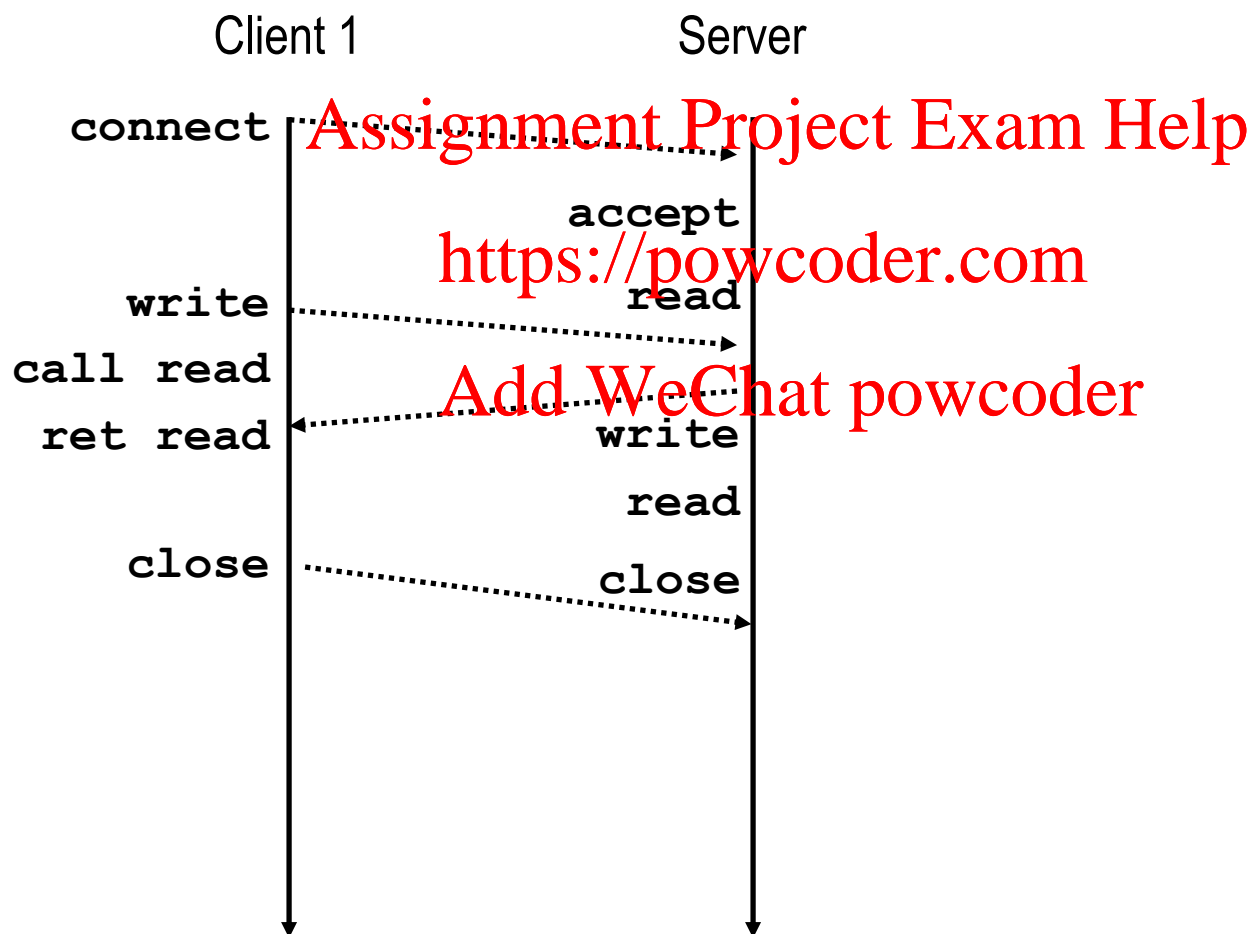 Client 1 Server
connect Assignment Project Exam Help
accept
https://powcoder.com
write read
call read Add WeChat powcoder
ret read write
read
close close